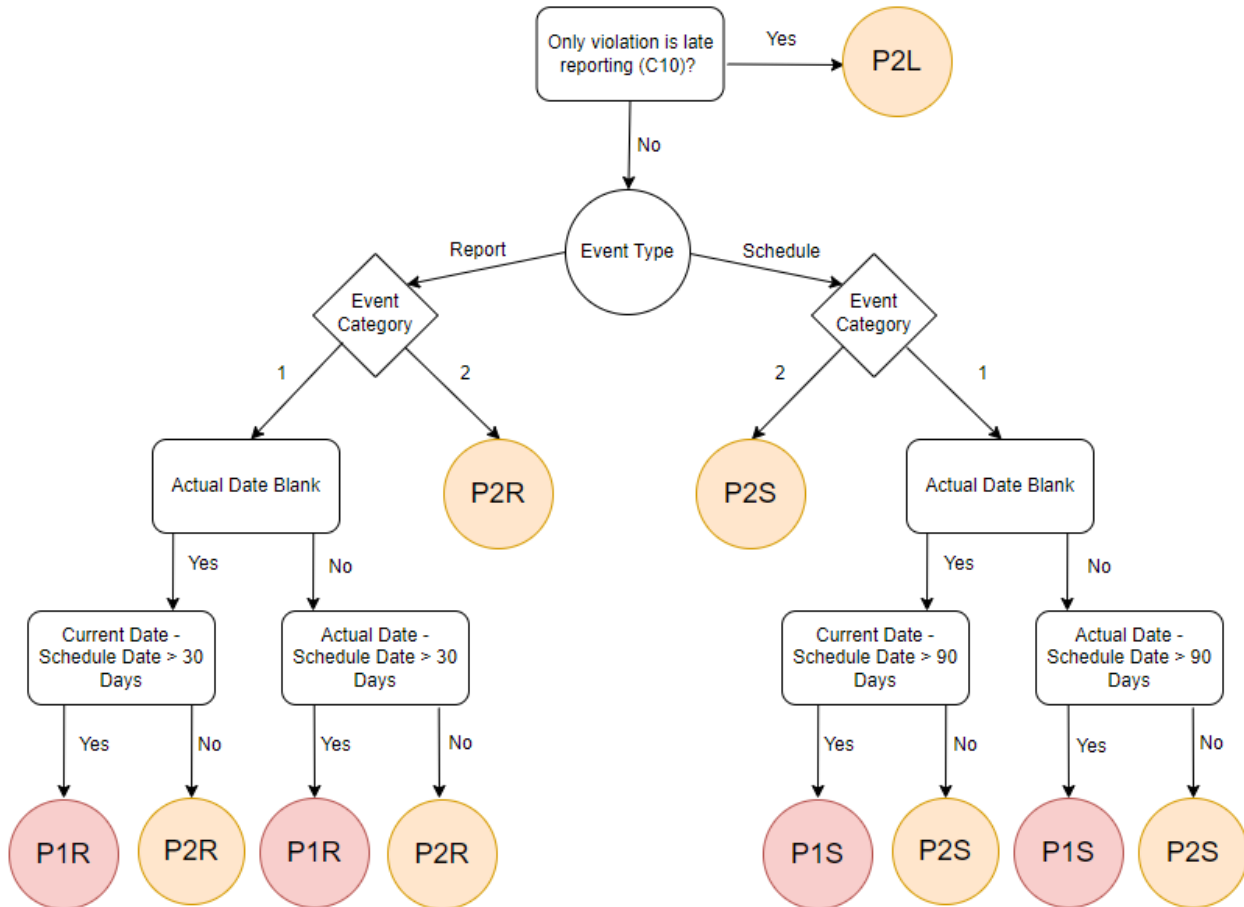 Only violation is late
reporting (C10)?
Yes
P2L
No
Event Type
Report
Schedule
Event
Category
Event
Category
1
2
2
1
Actual Date Blank
P2R
P2S
Actual Date Blank
Yes
No
Yes
No
Current Date -
Schedule Date > 30
Days
Actual Date -
Schedule Date > 30
Days
Current Date -
Schedule Date > 90
Days
Actual Date -
Schedule Date > 90
Days
Yes
No
Yes
No
Yes
No
Yes
No
P1R
P2R
P1R
P2R
P1S
P2S
P1S
P2S